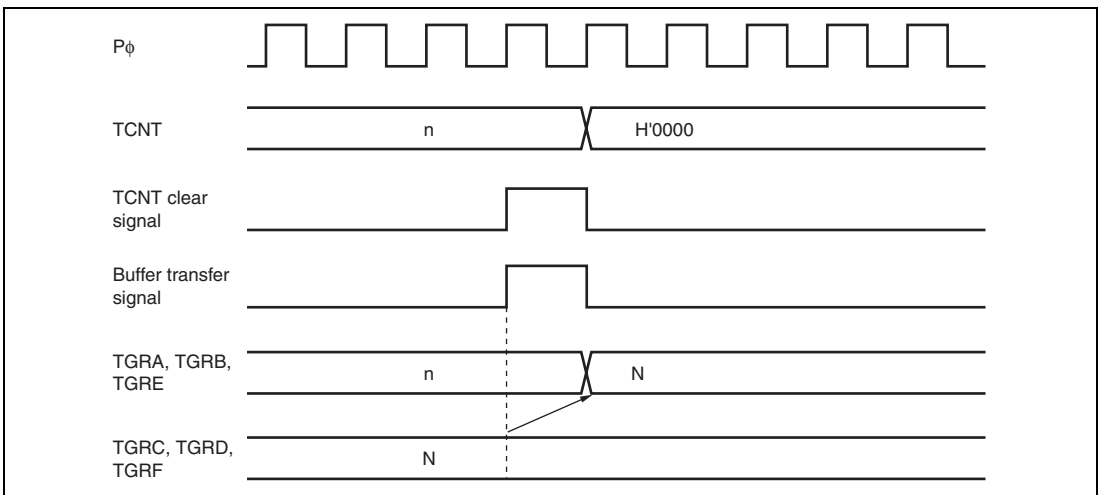 Pφ
TCNT
n
H'0000
TCNT clear
signal
Buffer transfer
signal
TGRA, TGRB,
TGRE
n
N
TGRC, TGRD,
TGRF
N